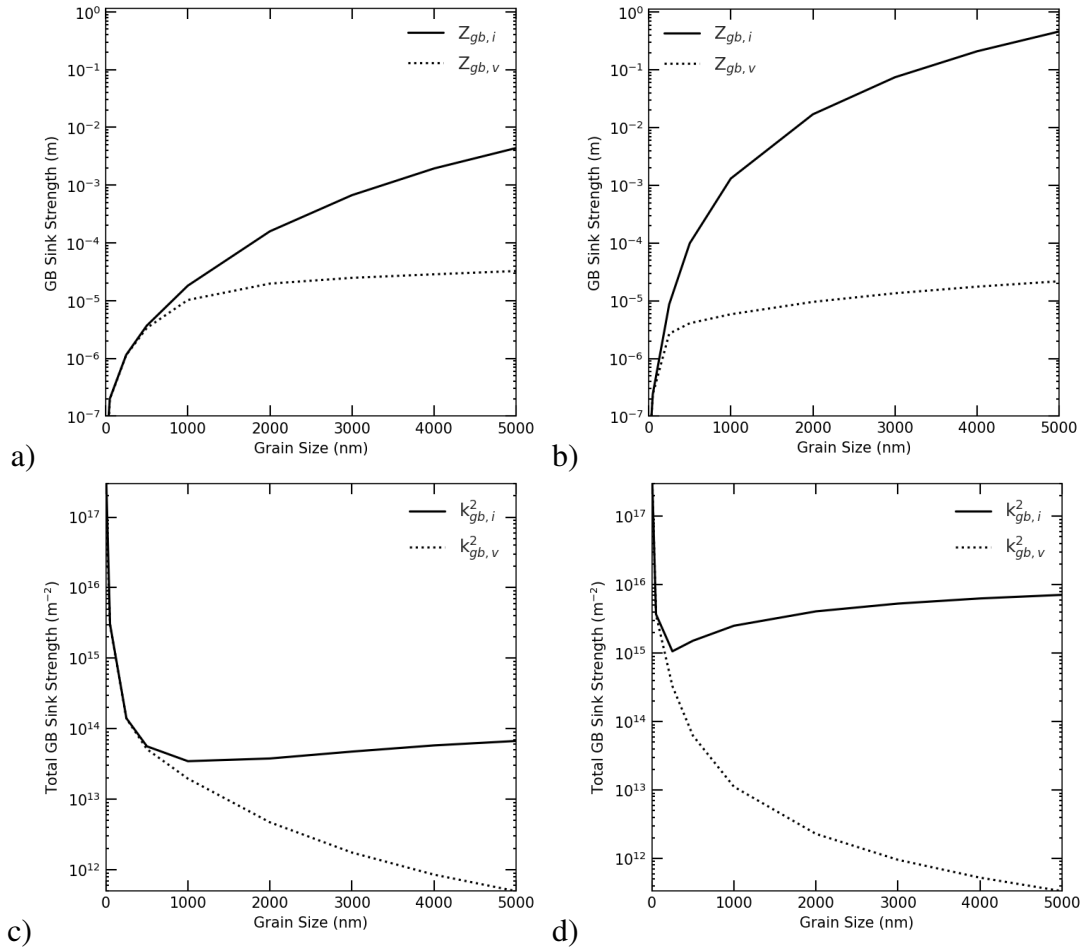 10⁰
10⁻¹
10⁻²
10⁻³
10⁻⁴
10⁻⁵
10⁻⁶
10⁻⁷
GB Sink Strength (m)
Z_gb,i
Z_gb,v
0 1000 2000 3000 4000 5000
Grain Size (nm)
a)
10⁰
10⁻¹
10⁻²
10⁻³
10⁻⁴
10⁻⁵
10⁻⁶
10⁻⁷
GB Sink Strength (m)
Z_gb,i
Z_gb,v
0 1000 2000 3000 4000 5000
Grain Size (nm)
b)
10¹⁷
10¹⁶
10¹⁵
10¹⁴
10¹³
10¹²
Total GB Sink Strength (m⁻²)
k²_gb,i
k²_gb,v
0 1000 2000 3000 4000 5000
Grain Size (nm)
c)
10¹⁷
10¹⁶
10¹⁵
10¹⁴
10¹³
10¹²
Total GB Sink Strength (m⁻²)
k²_gb,i
k²_gb,v
0 1000 2000 3000 4000 5000
Grain Size (nm)
d)